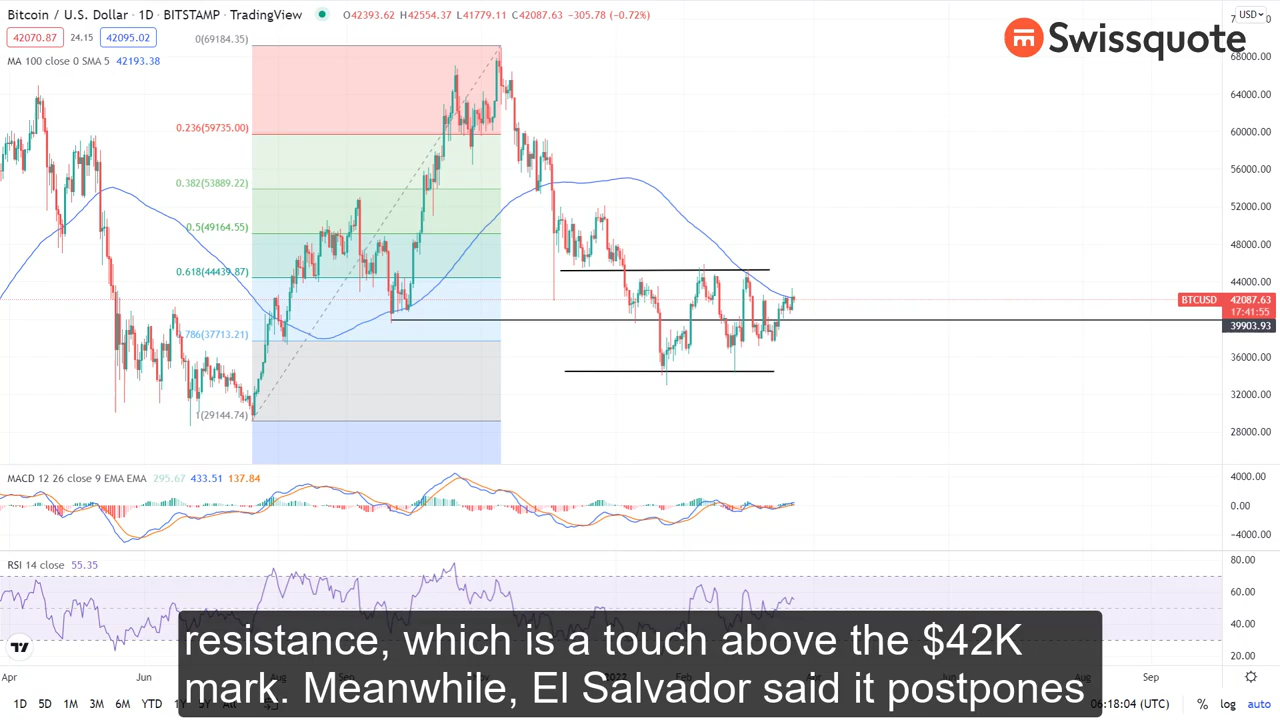 Bitcoin / U.S. Dollar · 1D · BITSTAMP · TradingView O42393.62 H42554.37 L41779.11 C42087.63 -305.78 (-0.72%)
USD
Swissquote
42070.87 24.15 42095.02
MA 100 close 0 SMA 5 42193.38
0(69184.35)
0.236(59735.00)
0.382(53889.22)
0.5(49164.55)
0.618(44439.87)
786(37713.21)
1(29144.74)
68000.00
64000.00
60000.00
56000.00
52000.00
48000.00
44000.00
BTCUSD 42087.63
17:41:55
39903.93
36000.00
32000.00
28000.00
MACD 12 26 close 9 EMA EMA 295.67 433.51 137.84
4000.00
0.00
-4000.00
RSI 14 close 55.35
80.00
60.00
40.00
20.00
resistance, which is a touch above the $42K
mark. Meanwhile, El Salvador said it postpones
Apr Jun Sep
1D 5D 1M YTD 06:18:04 (UTC) % log auto